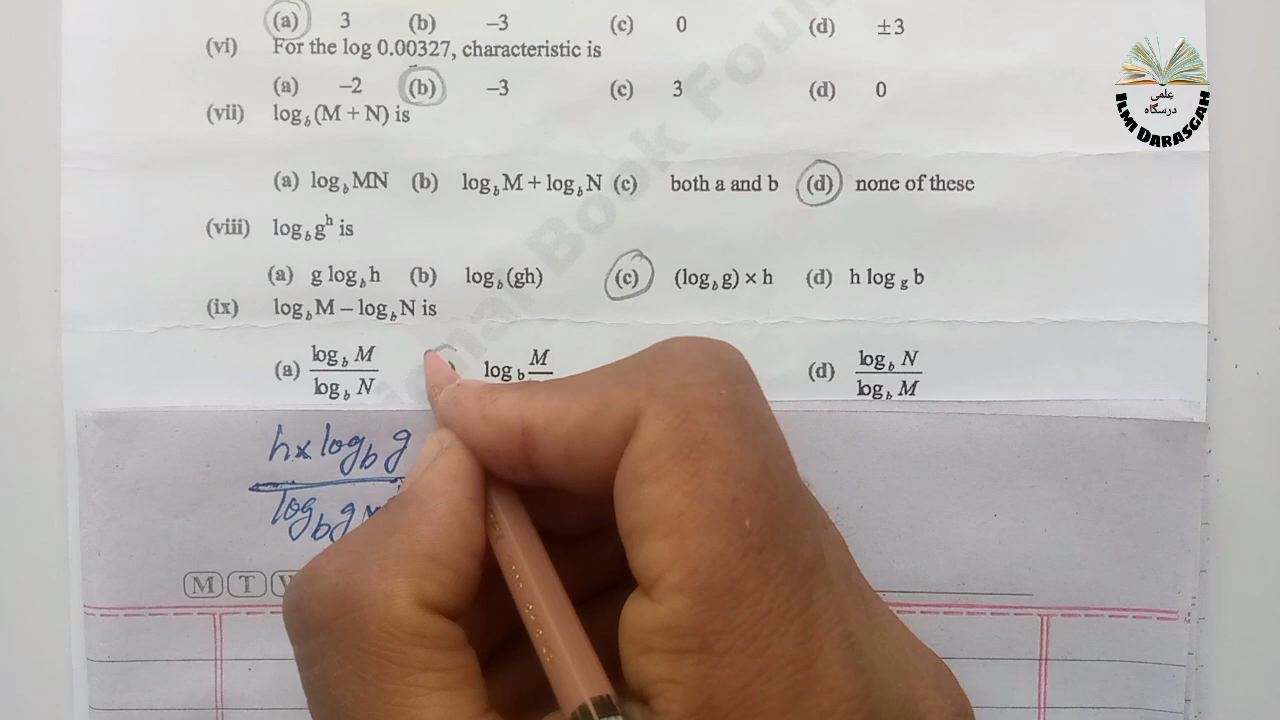 (a) 3 (b) −3 (c) 0 (d) ±3
(vi) For the log 0.00327, characteristic is
(a) −2 (b) −3 (c) 3 (d) 0
(vii) log_b (M + N) is
(a) log_b MN (b) log_b M + log_b N (c) both a and b (d) none of these
(viii) log_b g^h is
(a) g log_b h (b) log_b (gh) (c) (log_b g) × h (d) h log_g b
(ix) log_b M − log_b N is
(a) log_b M / log_b N log_b M (d) log_b N / log_b M
h× log_b g
log_b g ×
M T
علمی
درسگاه
ILMI DARASGAH